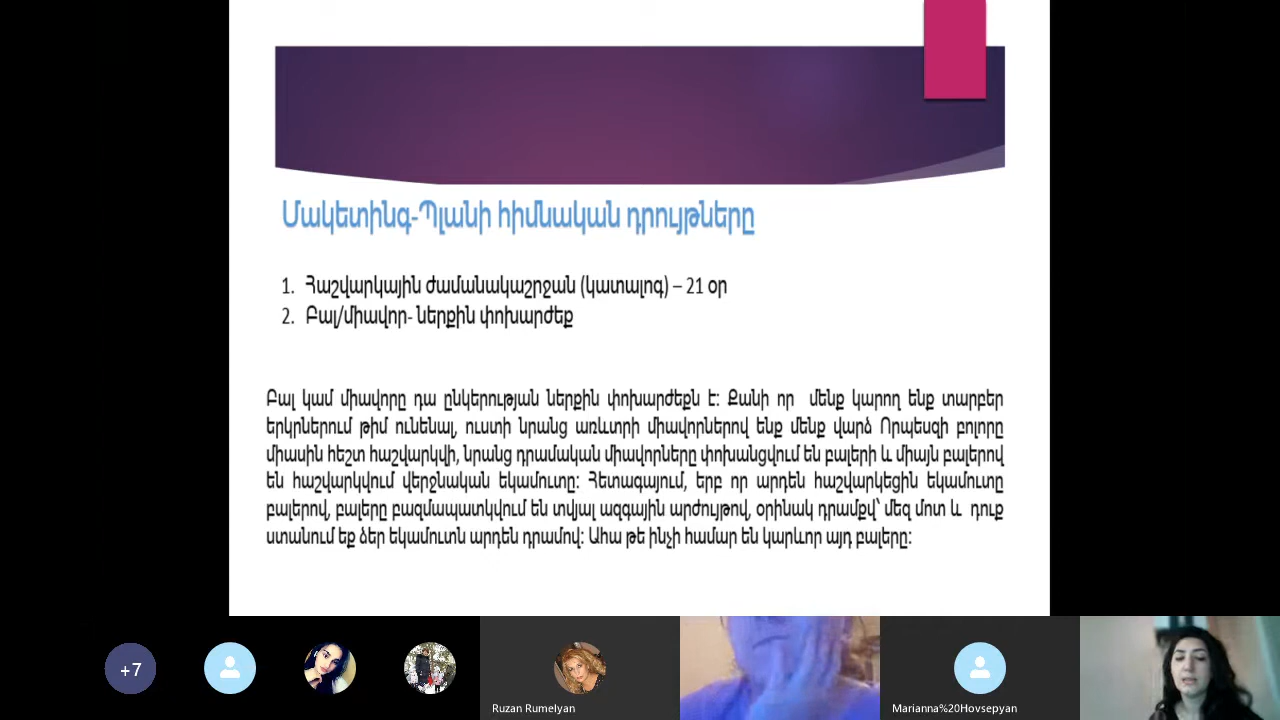 Մակետինգ-Պլանի հիմնական դրույթները
1. Հաշվարկային ժամանակաշրջան (կատալոգ) – 21 օր
2. Բալ/միավոր- ներքին փոխարժեք
Բալ կամ միավորը դա ընկերության ներքին փոխարժեքն է: Քանի որ մենք կարող ենք տարբեր
երկրներում թիմ ունենալ, ուստի նրանց առևտրի միավորներով ենք մենք վարձ Որպեսզի բոլորը
միասին հեշտ հաշվարկվի, նրանց դրամական միավորները փոխանցվում են բալերի և միայն բալերով
են հաշվարկվում վերջնական եկամուտը: Հետագայում, երբ որ արդեն հաշվարկեցին եկամուտը
բալերով, բալերը բազմապատկվում են տվյալ ազգային արժույթով, օրինակ դրամքվ՝ մեզ մոտ և դուք
ստանում եք ձեր եկամուտն արդեն դրամով: Ահա թե ինչի համար են կարևոր այդ բալերը:
+7
Ruzan Rumelyan
Marianna%20Hovsepyan